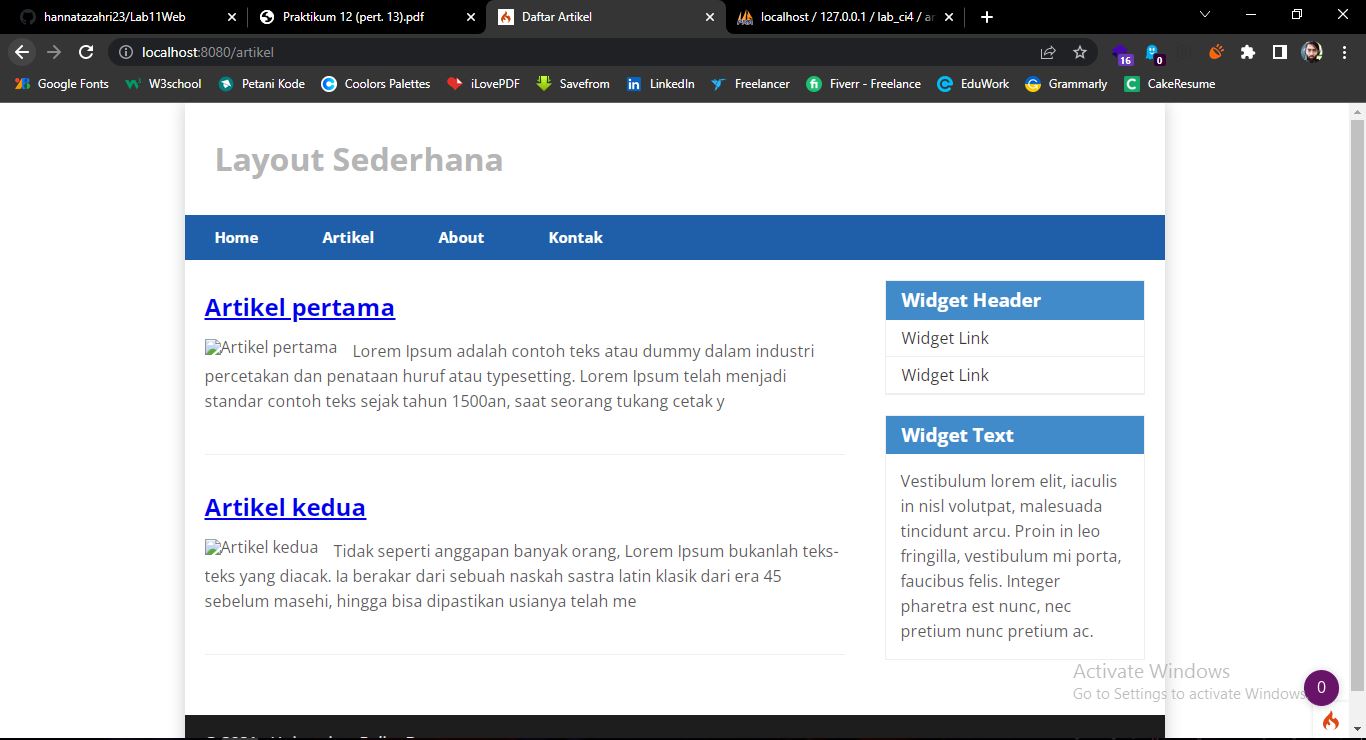 hannatazahri23/Lab11Web
Praktikum 12 (pert. 13).pdf
Daftar Artikel
localhost / 127.0.0.1 / lab_ci4 / ar
localhost:8080/artikel
16
0
Google Fonts
W3school
Petani Kode
Coolors Palettes
iLovePDF
Savefrom
LinkedIn
Freelancer
Fiverr - Freelance
EduWork
Grammarly
CakeResume
Layout Sederhana
Home Artikel About Kontak
Artikel pertama
Artikel pertama Lorem Ipsum adalah contoh teks atau dummy dalam industri
percetakan dan penataan huruf atau typesetting. Lorem Ipsum telah menjadi
standar contoh teks sejak tahun 1500an, saat seorang tukang cetak y
Artikel kedua
Artikel kedua Tidak seperti anggapan banyak orang, Lorem Ipsum bukanlah teks-
teks yang diacak. Ia berakar dari sebuah naskah sastra latin klasik dari era 45
sebelum masehi, hingga bisa dipastikan usianya telah me
Widget Header
Widget Link
Widget Link
Widget Text
Vestibulum lorem elit, iaculis
in nisl volutpat, malesuada
tincidunt arcu. Proin in leo
fringilla, vestibulum mi porta,
faucibus felis. Integer
pharetra est nunc, nec
pretium nunc pretium ac.
Activate Windows
Go to Settings to activate Windows
0